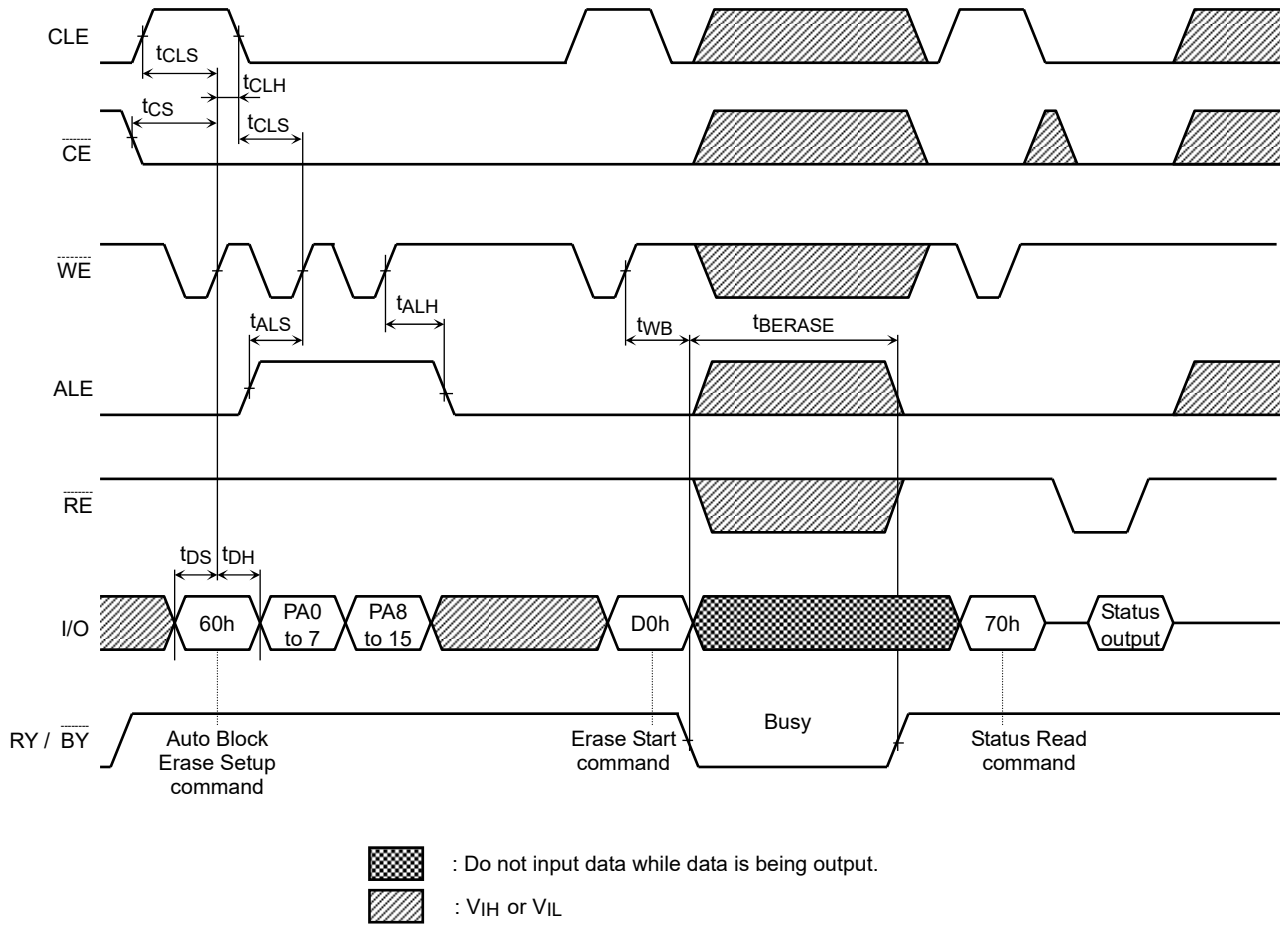 CLE
tCLS
tCLH
tCS
tCLS
CE
WE
tALH
tALS
tWB
tBERASE
ALE
RE
tDS
tDH
I/O
60h
PA0
to 7
PA8
to 15
D0h
70h
Status
output
RY / BY
Busy
Auto Block
Erase Setup
command
Erase Start
command
Status Read
command
: Do not input data while data is being output.
: VIH or VIL